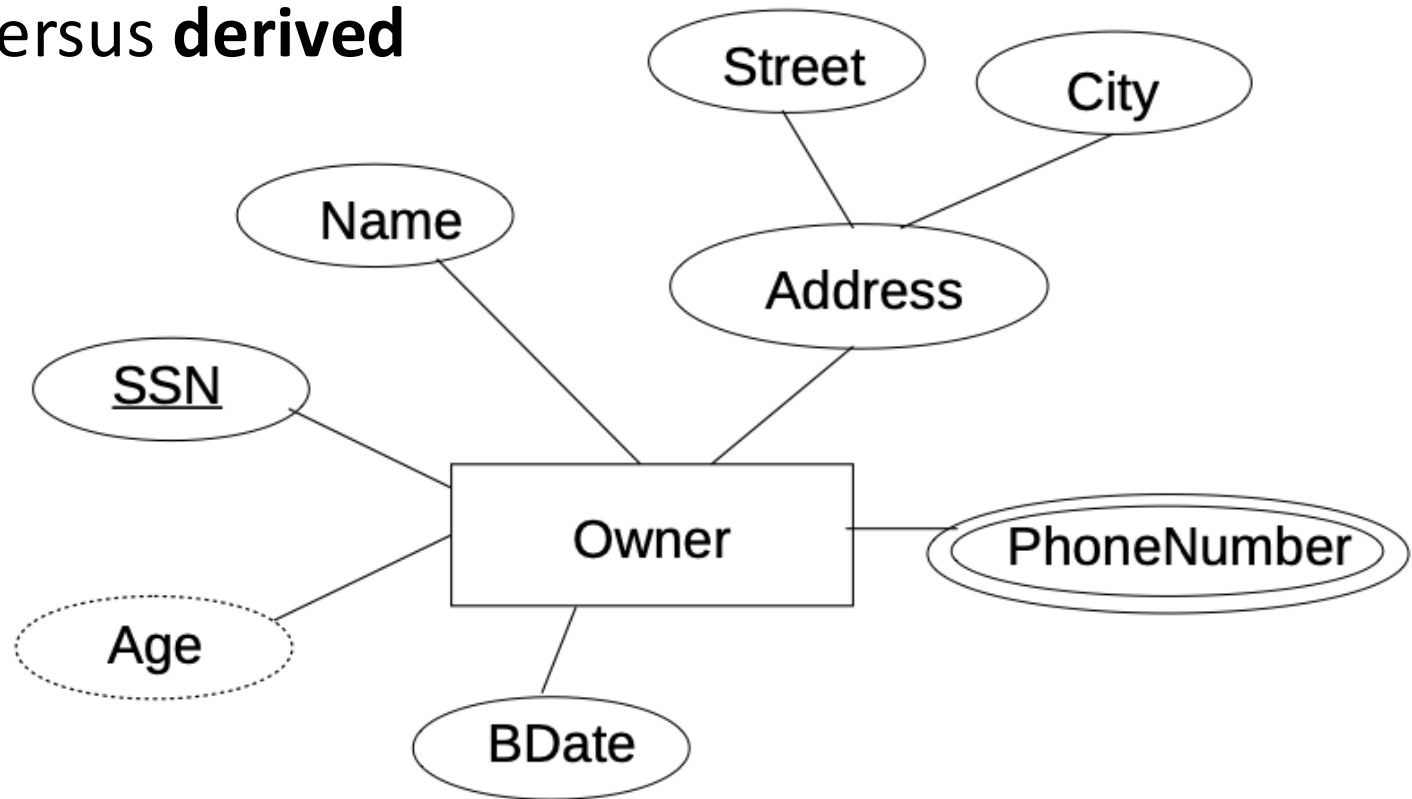 ersus derived
Street
City
Name
Address
SSN
Owner
PhoneNumber
Age
BDate